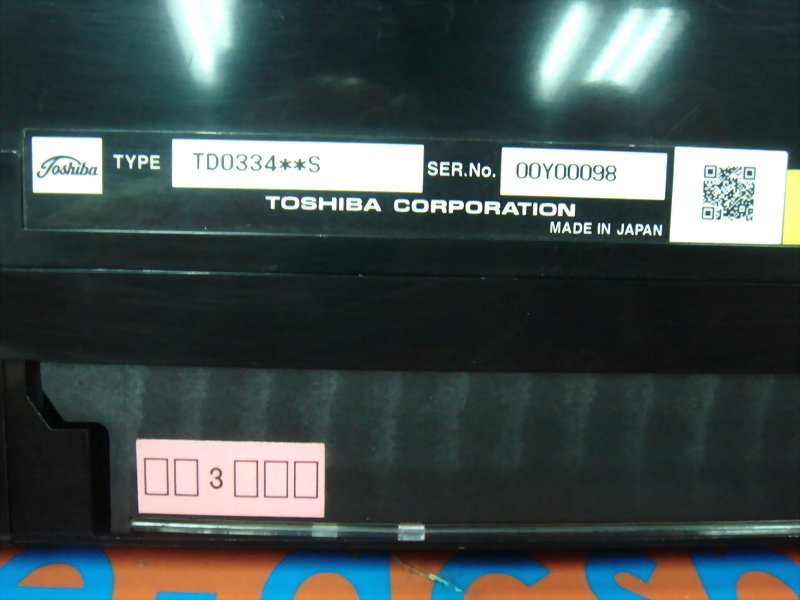 Toshiba TYPE TD0334**S SER.No. 00Y00098
TOSHIBA CORPORATION
MADE IN JAPAN
□□3□□□